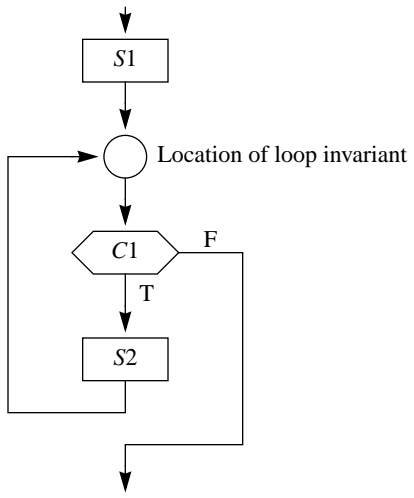 S1
Location of loop invariant
C1
F
T
S2